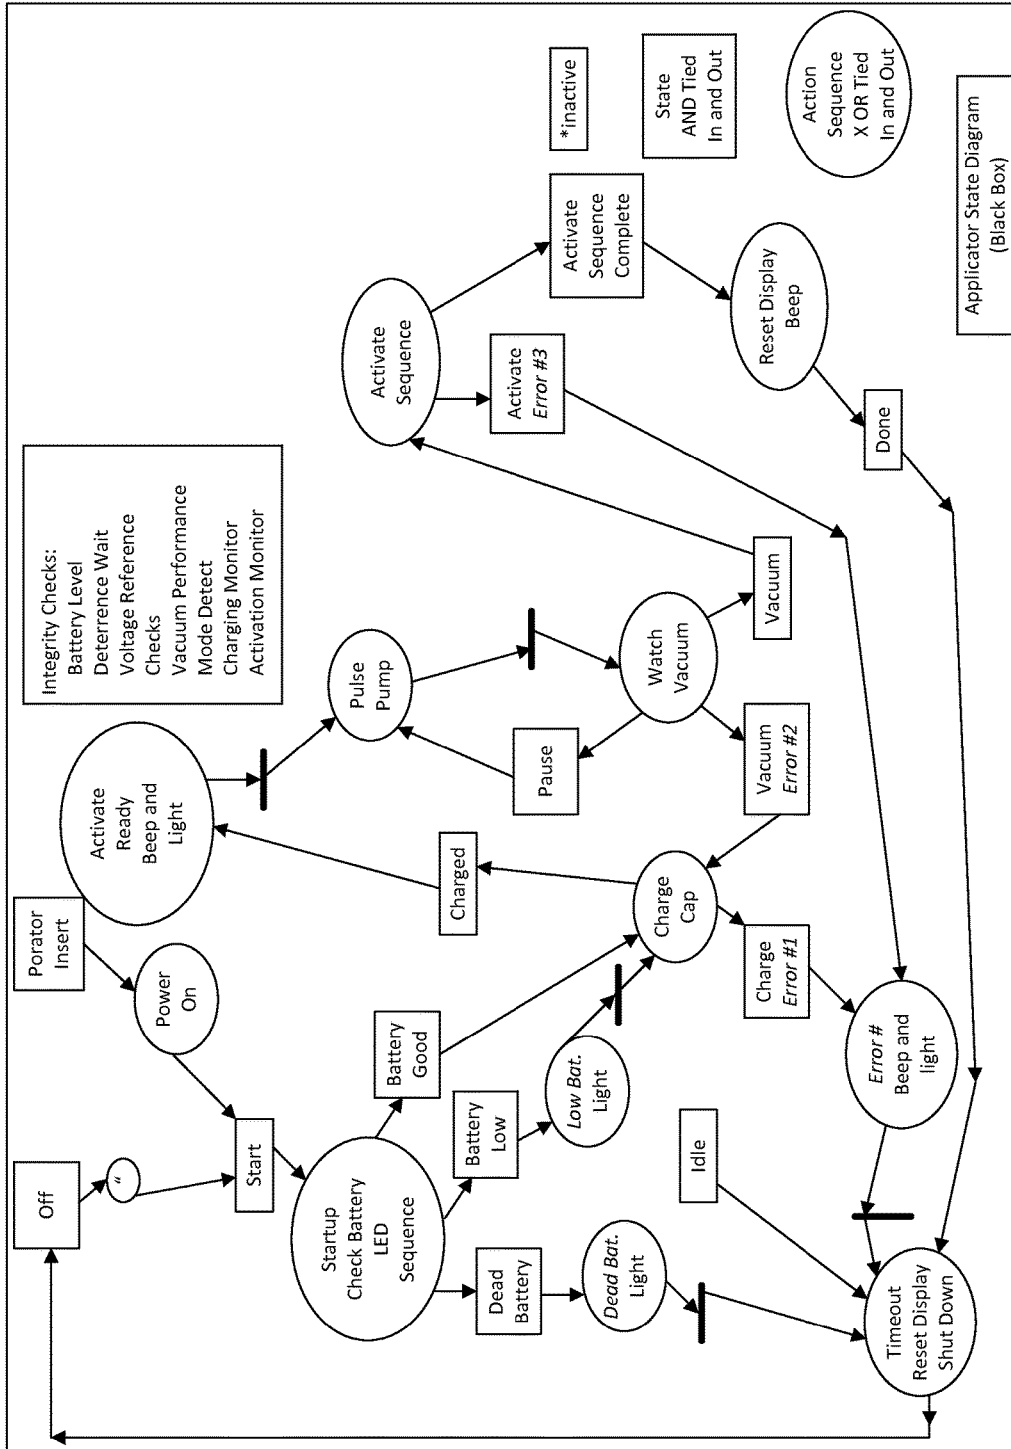 Off
“
Start
Porator
Insert
Power
On
Startup
Check Battery
LED
Sequence
Battery
Good
Battery
Low
Low Bat.
Light
Dead
Battery
Dead Bat.
Light
Idle
Timeout
Reset Display
Shut Down
Error #
Beep and
light
Charge
Error #1
Charge
Cap
Charged
Activate
Ready
Beep and
Light
Integrity Checks:
Battery Level
Deterrence Wait
Voltage Reference
Checks
Vacuum Performance
Mode Detect
Charging Monitor
Activation Monitor
Pulse
Pump
Pause
Watch
Vacuum
Vacuum
Error #2
Vacuum
Activate
Sequence
Activate
Error #3
Activate
Sequence
Complete
Reset Display
Beep
Done
*inactive
State
AND Tied
In and Out
Action
Sequence
X OR Tied
In and Out
Applicator State Diagram
(Black Box)